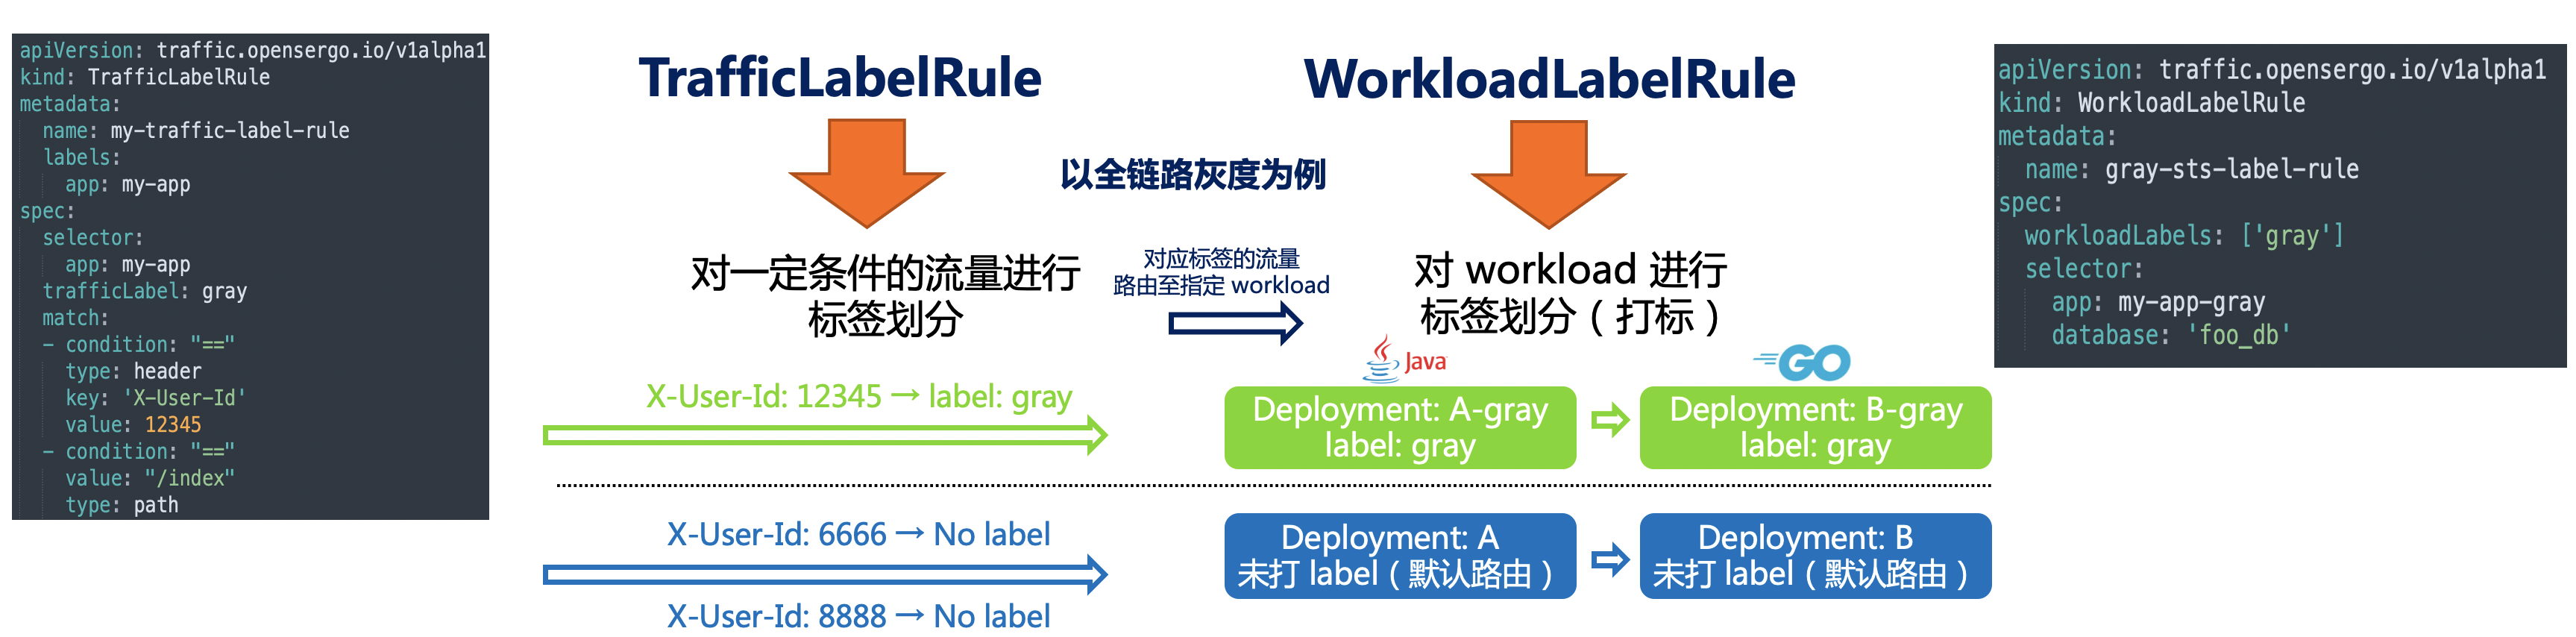 apiVersion: traffic.opensergo.io/v1alpha1
kind: TrafficLabelRule
metadata:
  name: my-traffic-label-rule
  labels:
    app: my-app
spec:
  selector:
    app: my-app
  trafficLabel: gray
  match:
  - condition: "=="
    type: header
    key: 'X-User-Id'
    value: 12345
  - condition: "=="
    value: "/index"
    type: path
TrafficLabelRule
WorkloadLabelRule
以全链路灰度为例
对一定条件的流量进行
标签划分
对应标签的流量
路由至指定 workload
对 workload 进行
标签划分（打标）
Java
GO
X-User-Id: 12345 → label: gray
Deployment: A-gray
label: gray
Deployment: B-gray
label: gray
X-User-Id: 6666 → No label
X-User-Id: 8888 → No label
Deployment: A
未打 label（默认路由）
Deployment: B
未打 label（默认路由）
apiVersion: traffic.opensergo.io/v1alpha1
kind: WorkloadLabelRule
metadata:
  name: gray-sts-label-rule
spec:
  workloadLabels: ['gray']
  selector:
    app: my-app-gray
    database: 'foo_db'